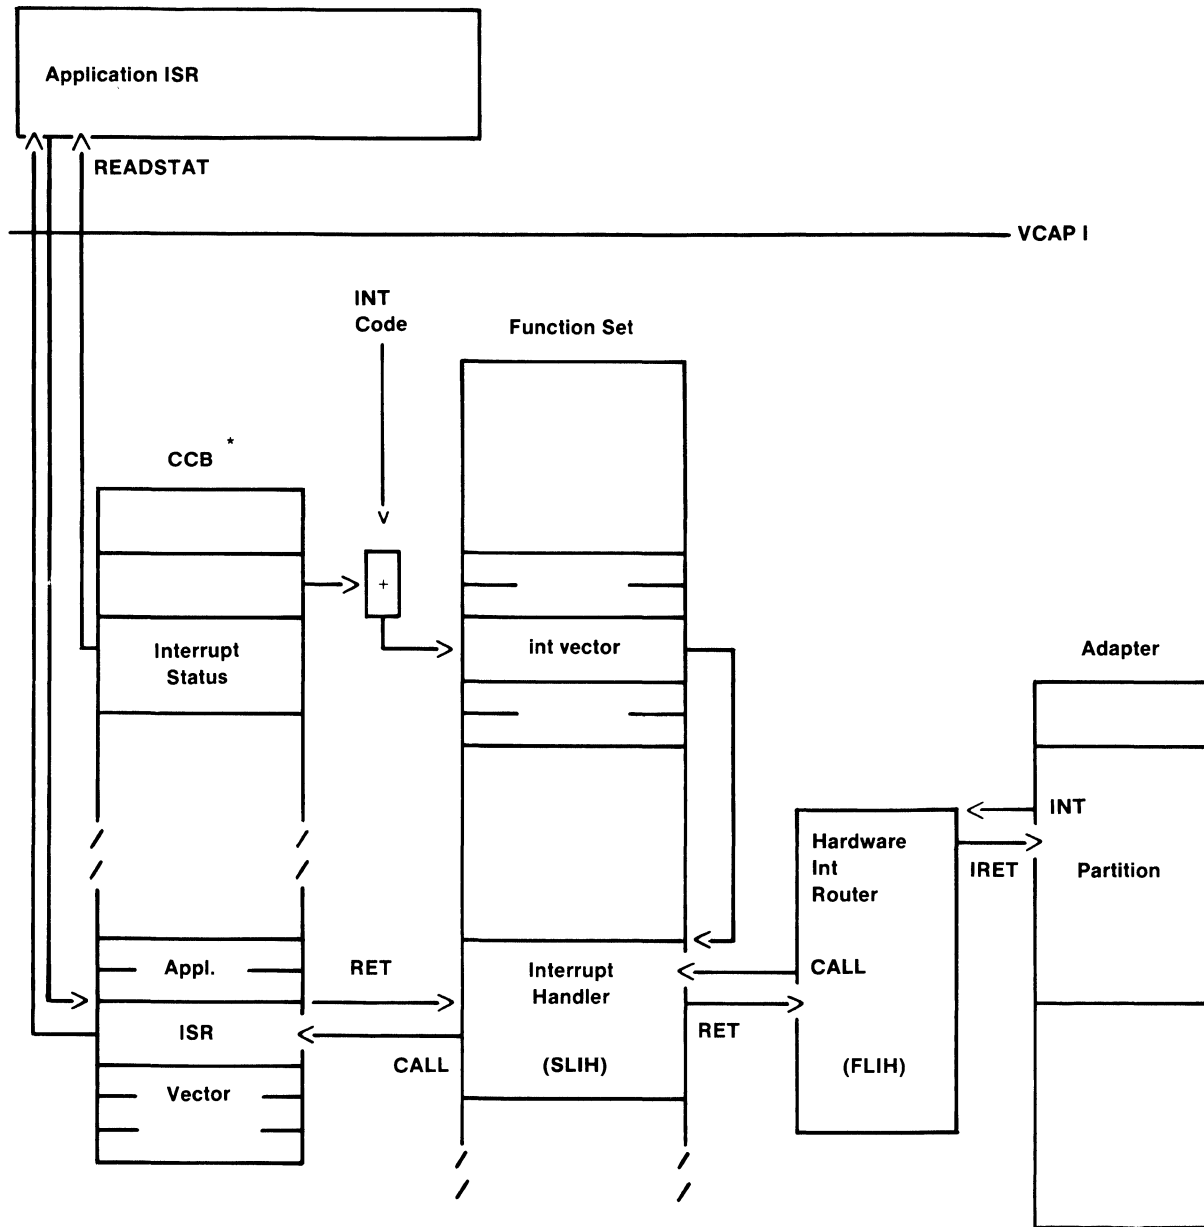 Application ISR
READSTAT
VCAP I
INT
Code
Function Set
CCB *
+
Interrupt
Status
int vector
Adapter
INT
Hardware
Int
Router
IRET
Partition
Appl.
RET
Interrupt
Handler
CALL
ISR
RET
CALL
(SLIH)
(FLIH)
Vector